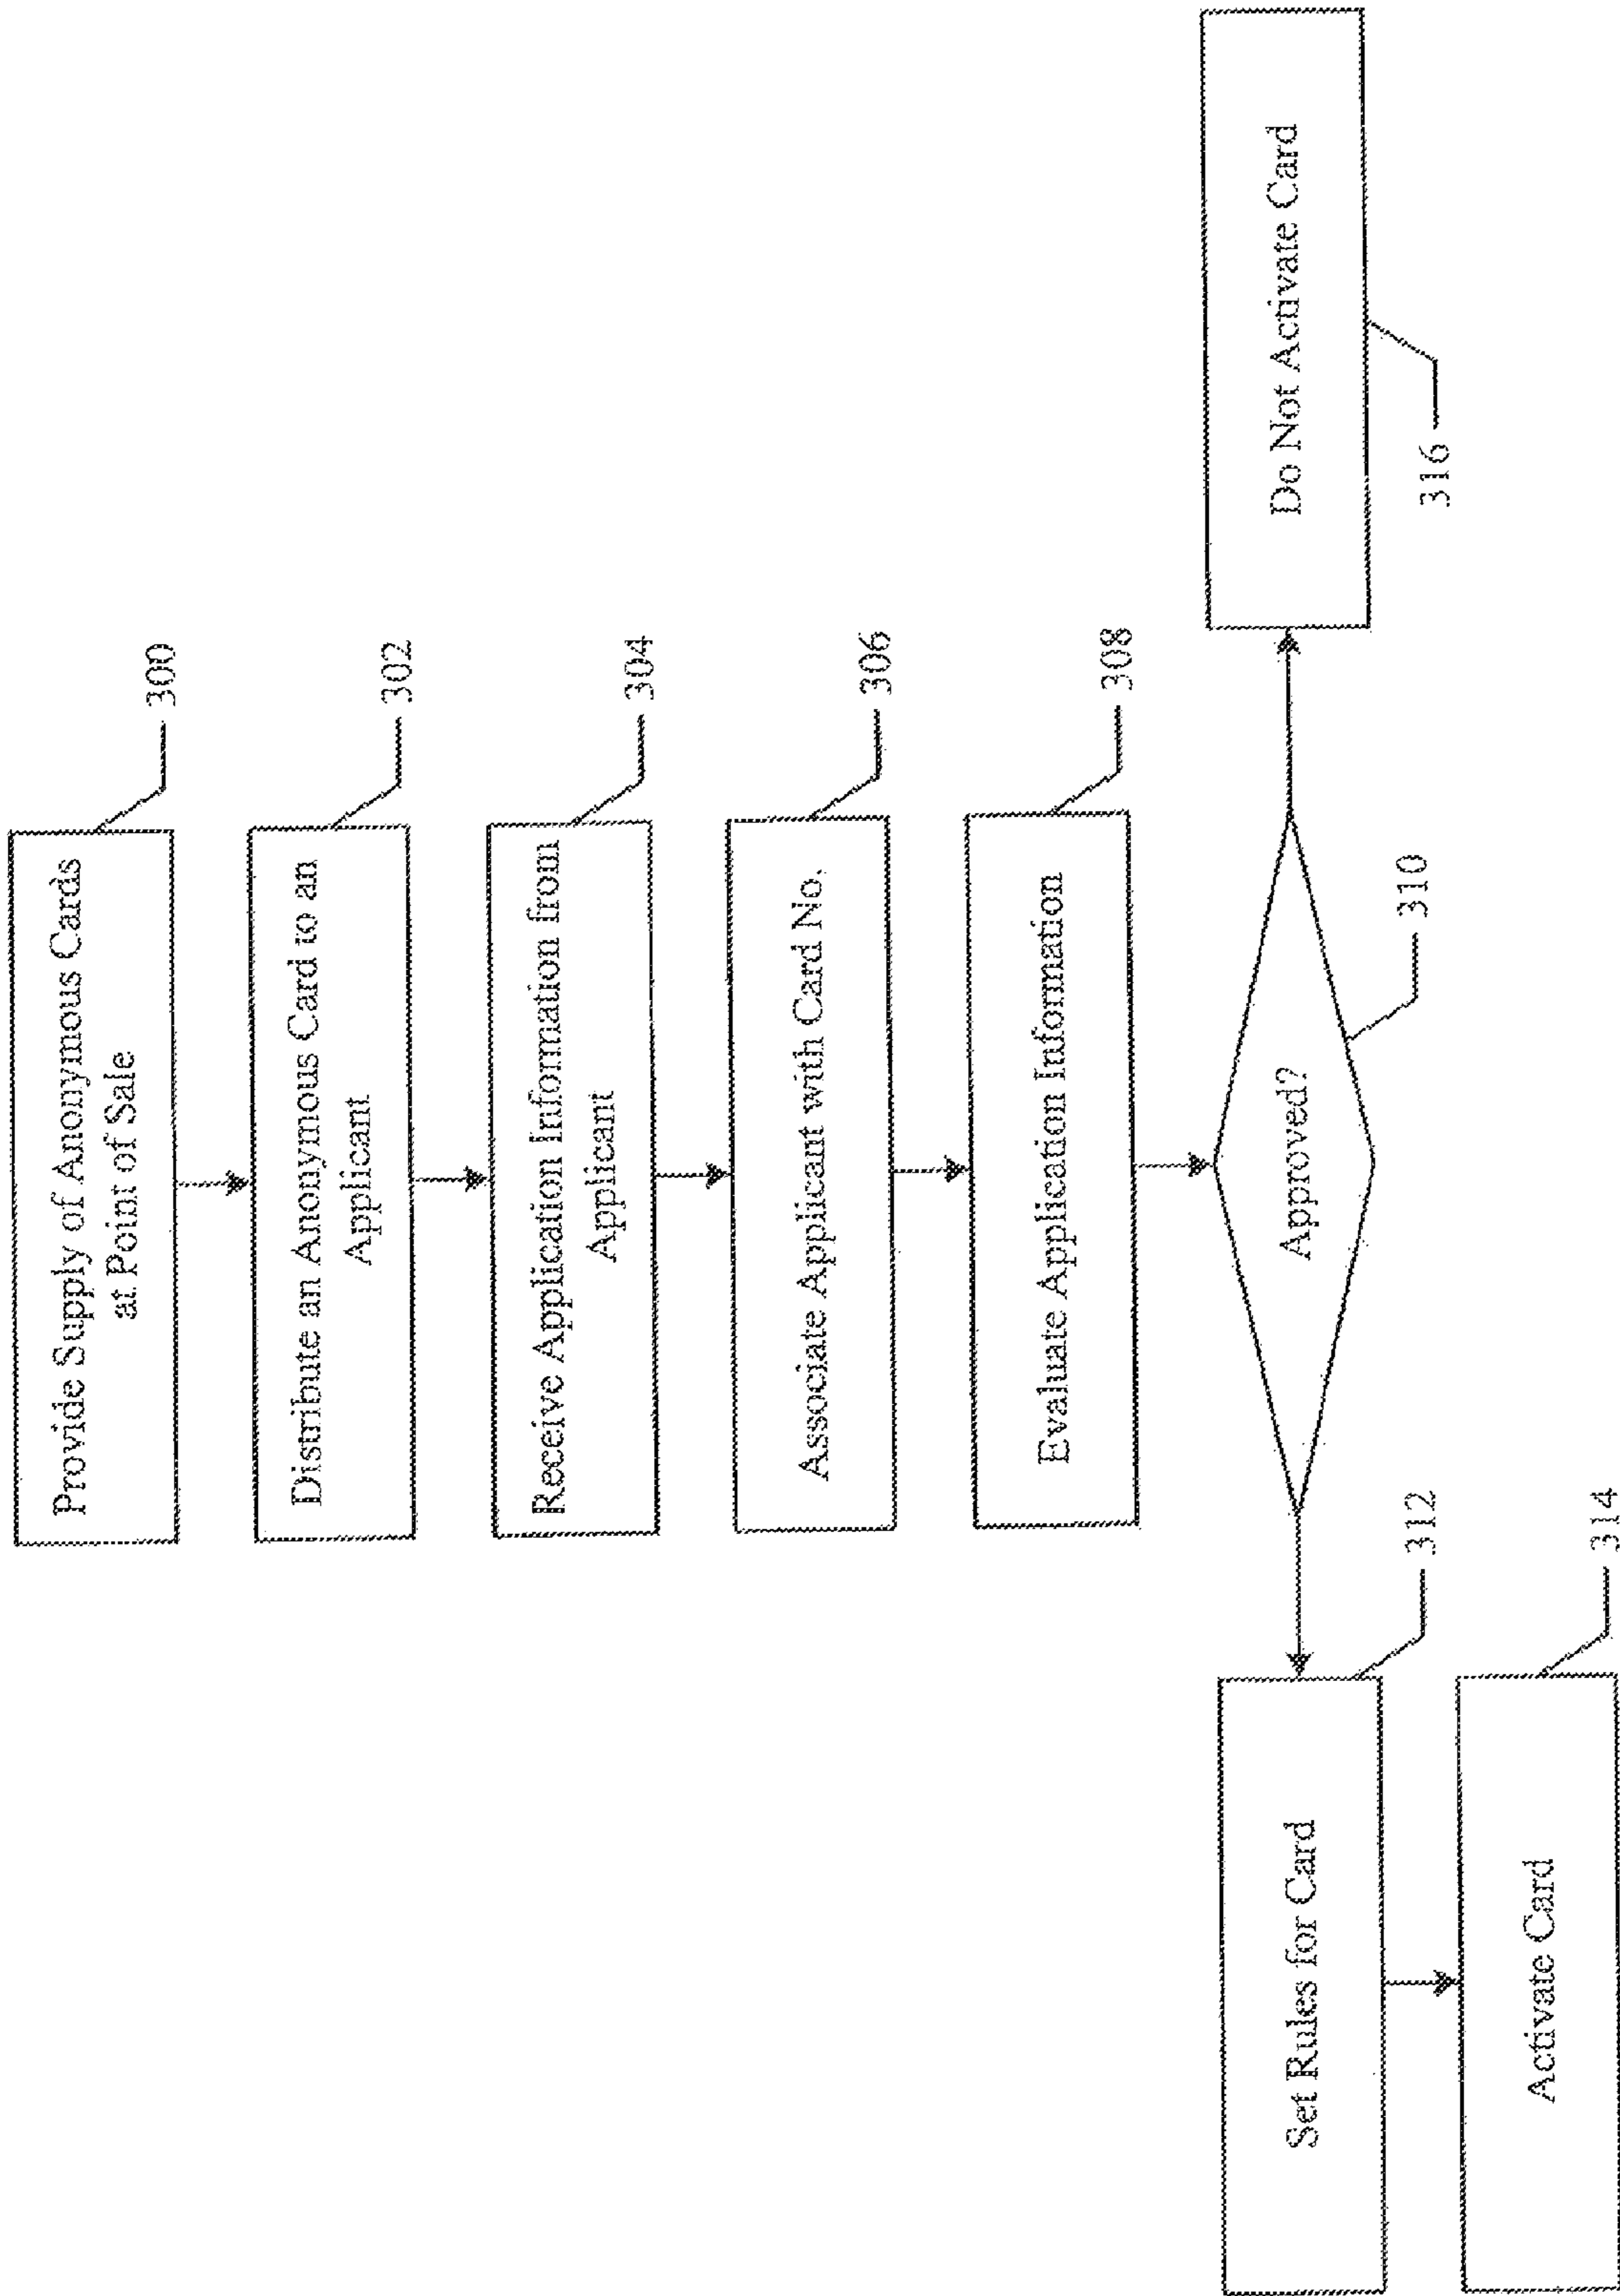 Provide Supply of Anonymous Cards
at Point of Sale
300
Distribute an Anonymous Card to an
Applicant
302
Receive Application Information from
Applicant
304
Associate Applicant with Card No.
306
Evaluate Application Information
308
Approved?
310
Set Rules for Card
312
Activate Card
314
Do Not Activate Card
316